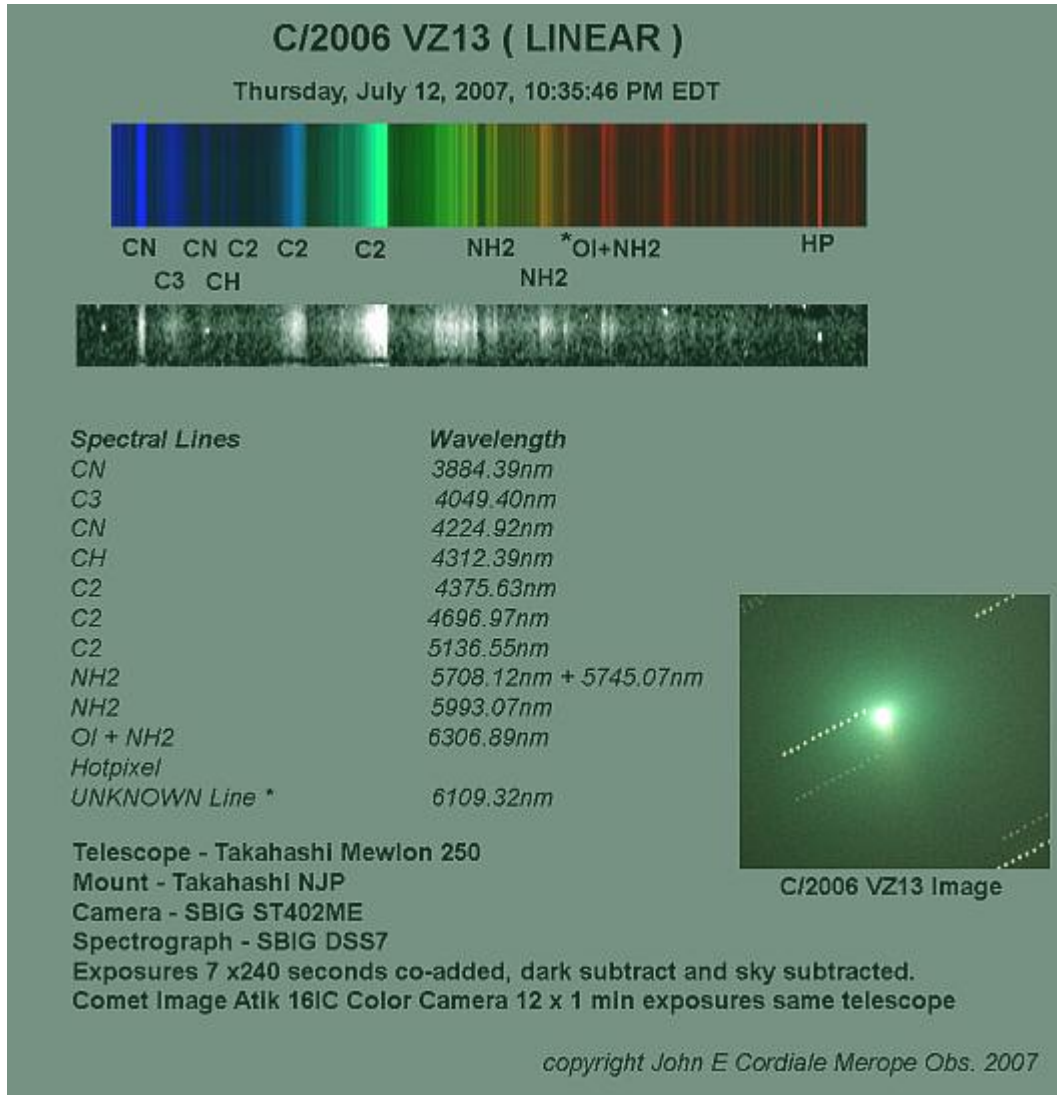 C/2006 VZ13 ( LINEAR )
Thursday, July 12, 2007, 10:35:46 PM EDT
CN CN C2 C2 C2 NH2 *OI+NH2 HP
C3 CH NH2
Spectral Lines Wavelength
CN 3884.39nm
C3 4049.40nm
CN 4224.92nm
CH 4312.39nm
C2 4375.63nm
C2 4696.97nm
C2 5136.55nm
NH2 5708.12nm + 5745.07nm
NH2 5993.07nm
OI + NH2 6306.89nm
Hotpixel
UNKNOWN Line * 6109.32nm
C/2006 VZ13 Image
Telescope - Takahashi Mewlon 250
Mount - Takahashi NJP
Camera - SBIG ST402ME
Spectrograph - SBIG DSS7
Exposures 7 x240 seconds co-added, dark subtract and sky subtracted.
Comet Image Atik 16IC Color Camera 12 x 1 min exposures same telescope
copyright John E Cordiale Merope Obs. 2007